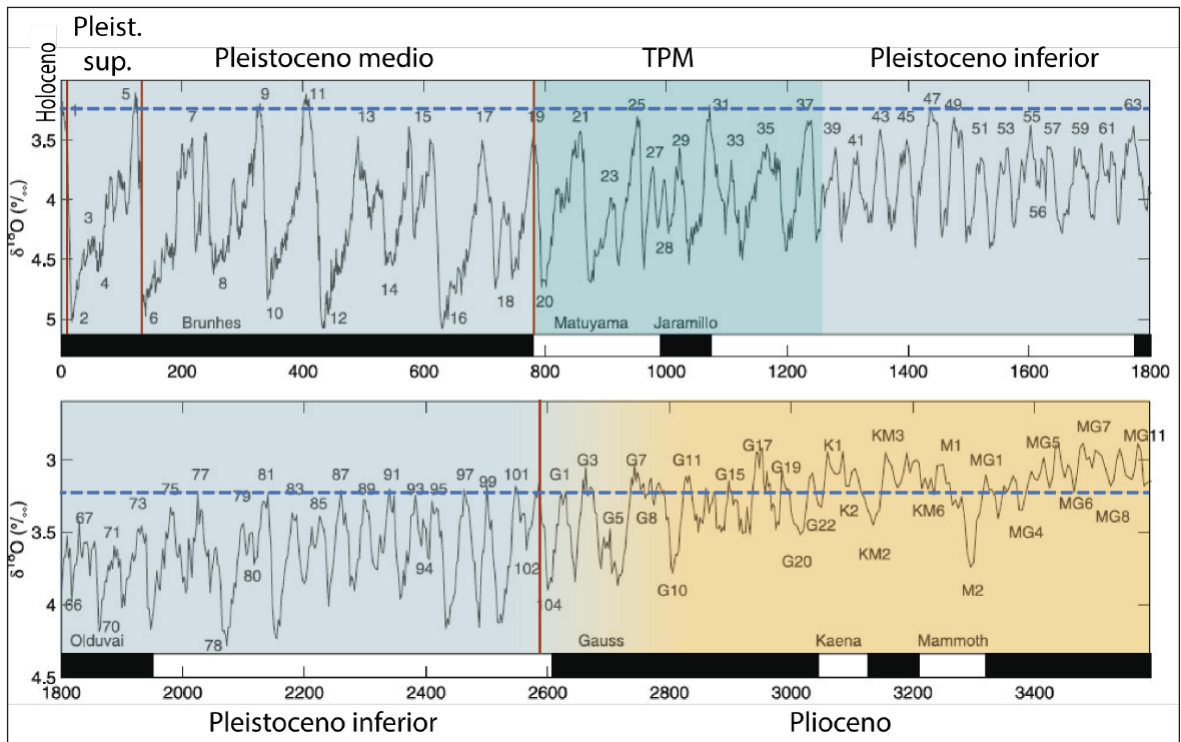 Pleist.
sup.
Holoceno
Pleistoceno medio
TPM
Pleistoceno inferior
1 5 7 9 11 13 15 17 19 21 25 31 37 47 49 63
3 23 27 29 33 35 39 41 43 45 51 53 55 57 59 61
4 8 14 28 56
2 6 10 12 16 18 20
Brunhes
Matuyama
Jaramillo
δ¹⁸O (º/ₒₒ)
3.5
4
4.5
5
0 200 400 600 800 1000 1200 1400 1600 1800
67 71 73 75 77 79 81 83 85 87 89 91 93 95 97 99 101
66 70 78 80 94 102 104
G1 G3 G5 G7 G8 G10 G11 G15 G17 G19 G20 G22
K1 K2 KM2 KM3 KM6 M1 M2 MG1 MG4 MG5 MG6 MG7 MG8 MG11
Olduvai
Gauss
Kaena
Mammoth
δ¹⁸O (º/ₒₒ)
3
3.5
4
4.5
1800 2000 2200 2400 2600 2800 3000 3200 3400
Pleistoceno inferior
Plioceno